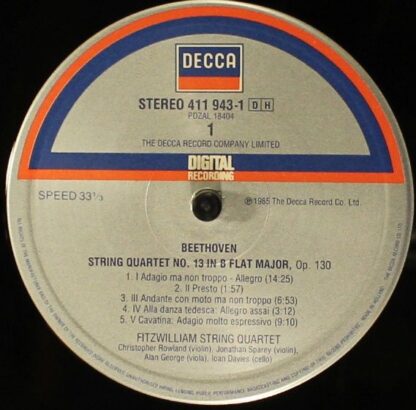 DECCA
STEREO 411 943-1 DH
PDZAL 18404
1
THE DECCA RECORD COMPANY LIMITED
DIGITAL
RECORDING
SPEED 33⅓
℗1985 The Decca Record Co. Ltd.
BEETHOVEN
STRING QUARTET NO. 13 IN B FLAT MAJOR, Op. 130
1. I Adagio ma non troppo - Allegro (14:25)
2. II Presto (1:57)
3. III Andante con moto ma non troppo (6:53)
4. IV Alla danza tedesca: Allegro assai (3:12)
5. V Cavatina: Adagio molto espressivo (9:10)
FITZWILLIAM STRING QUARTET
Christopher Rowland (violin), Jonathan Sparey (violin),
Alan George (viola), Ioan Davies (cello)